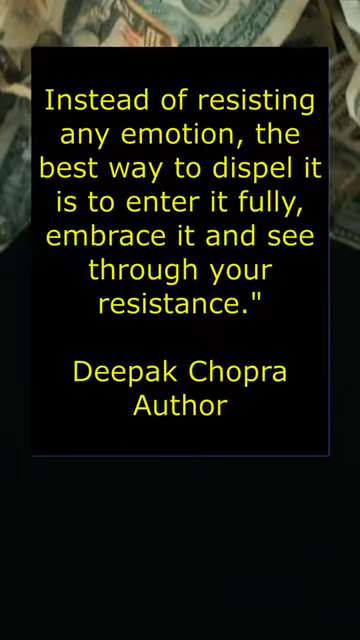 Instead of resisting
any emotion, the
best way to dispel it
is to enter it fully,
embrace it and see
through your
resistance."
Deepak Chopra
Author